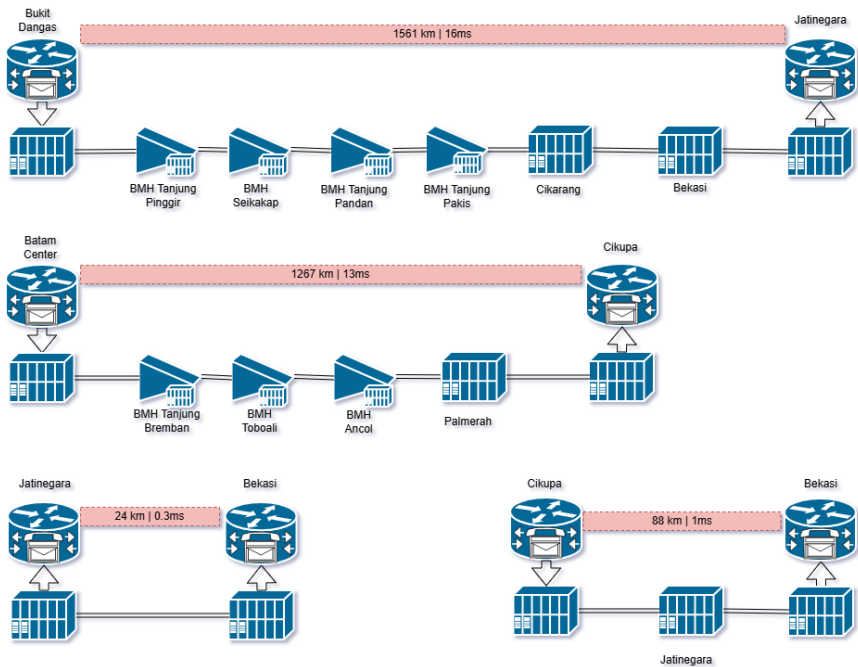 Bukit
Dangas
1561 km | 16ms
Jatinegara
BMH Tanjung
Pinggir
BMH
Seikakap
BMH Tanjung
Pandan
BMH Tanjung
Pakis
Cikarang
Bekasi
Batam
Center
1267 km | 13ms
Cikupa
BMH Tanjung
Bremban
BMH
Toboali
BMH
Ancol
Palmerah
Jatinegara
24 km | 0.3ms
Bekasi
Cikupa
88 km | 1ms
Bekasi
Jatinegara